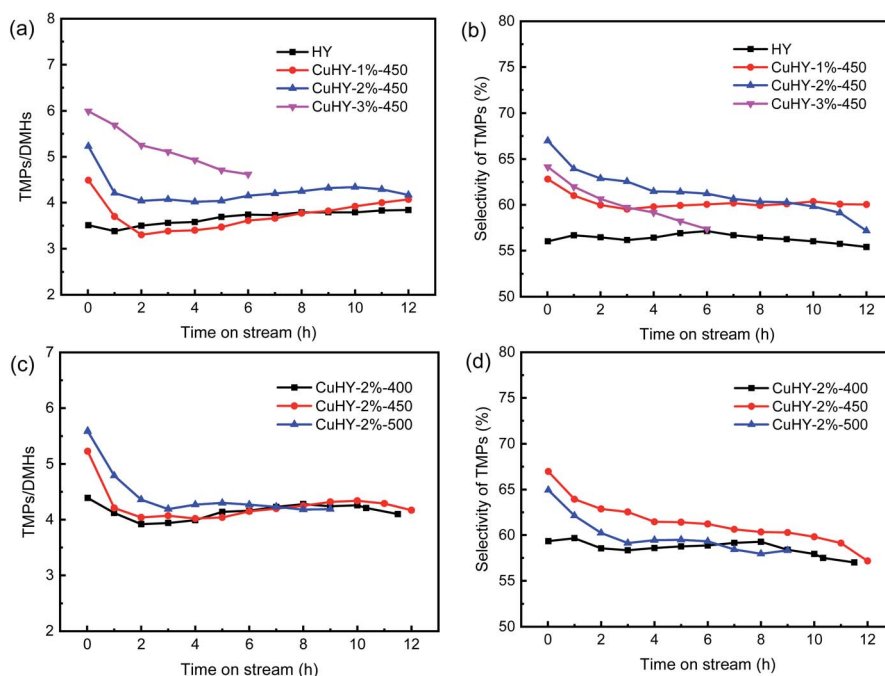 (a)
HY
CuHY-1%-450
CuHY-2%-450
CuHY-3%-450
TMPs/DMHs
8
7
6
5
4
3
2
0 2 4 6 8 10 12
Time on stream (h)
(b)
HY
CuHY-1%-450
CuHY-2%-450
CuHY-3%-450
Selectivity of TMPs (%)
80
75
70
65
60
55
50
0 2 4 6 8 10 12
Time on stream (h)
(c)
CuHY-2%-400
CuHY-2%-450
CuHY-2%-500
TMPs/DMHs
7
6
5
4
3
2
0 2 4 6 8 10 12
Time on stream (h)
(d)
CuHY-2%-400
CuHY-2%-450
CuHY-2%-500
Selectivity of TMPs (%)
80
75
70
65
60
55
50
0 2 4 6 8 10 12
Time on stream (h)